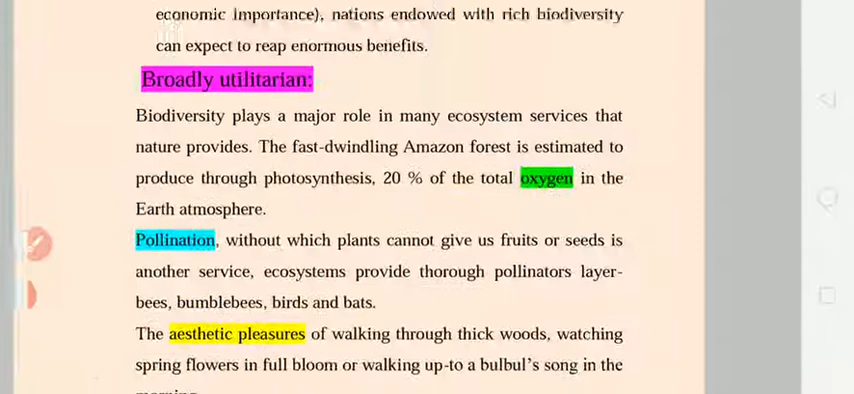 economic importance), nations endowed with rich biodiversity
can expect to reap enormous benefits.
Broadly utilitarian:
Biodiversity plays a major role in many ecosystem services that
nature provides. The fast-dwindling Amazon forest is estimated to
produce through photosynthesis, 20 % of the total oxygen in the
Earth atmosphere.
Pollination, without which plants cannot give us fruits or seeds is
another service, ecosystems provide thorough pollinators layer-
bees, bumblebees, birds and bats.
The aesthetic pleasures of walking through thick woods, watching
spring flowers in full bloom or walking up-to a bulbul's song in the